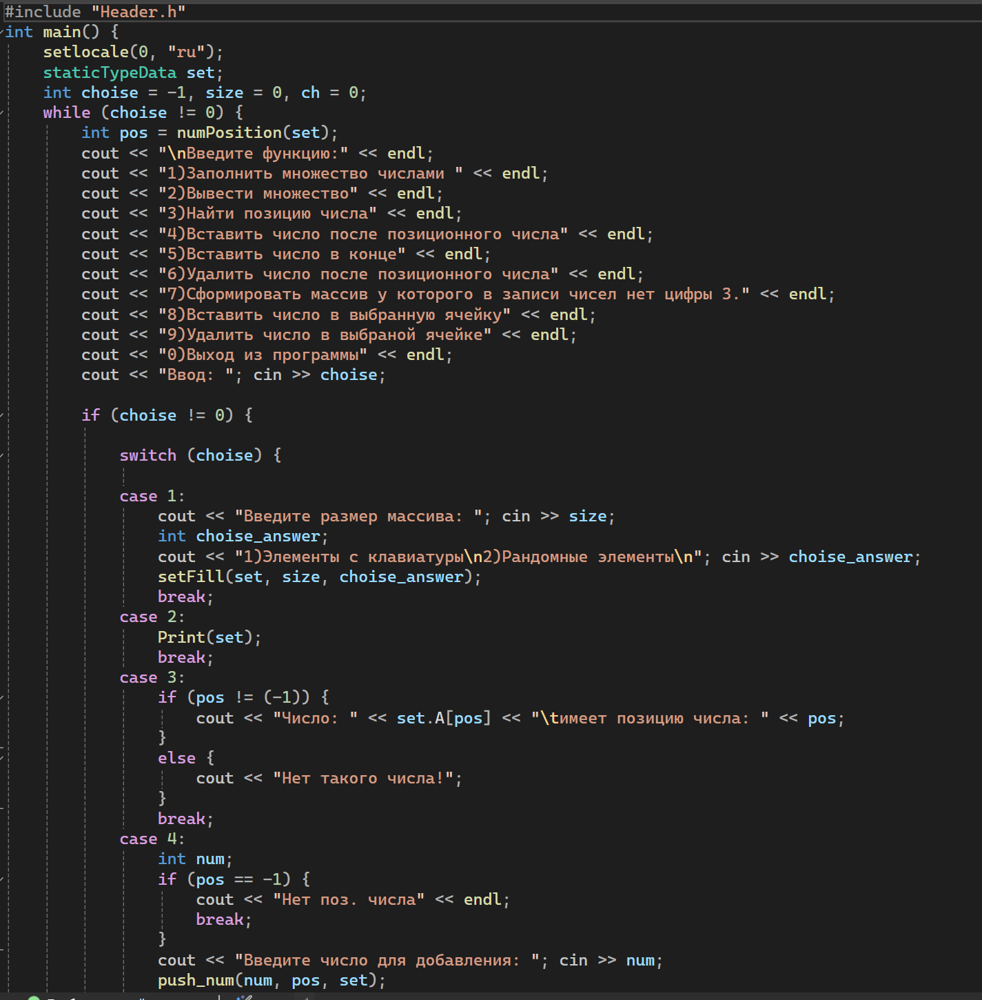 #include "Header.h"
int main() {
    setlocale(0, "ru");
    staticTypeData set;
    int choise = -1, size = 0, ch = 0;
    while (choise != 0) {
        int pos = numPosition(set);
        cout << "\nВведите функцию:" << endl;
        cout << "1)Заполнить множество числами " << endl;
        cout << "2)Вывести множество" << endl;
        cout << "3)Найти позицию числа" << endl;
        cout << "4)Вставить число после позиционного числа" << endl;
        cout << "5)Вставить число в конце" << endl;
        cout << "6)Удалить число после позиционного числа" << endl;
        cout << "7)Сформировать массив у которого в записи чисел нет цифры 3." << endl;
        cout << "8)Вставить число в выбранную ячейку" << endl;
        cout << "9)Удалить число в выбраной ячейке" << endl;
        cout << "0)Выход из программы" << endl;
        cout << "Ввод: "; cin >> choise;
        if (choise != 0) {
            switch (choise) {
            case 1:
                cout << "Введите размер массива: "; cin >> size;
                int choise_answer;
                cout << "1)Элементы с клавиатуры\n2)Рандомные элементы\n"; cin >> choise_answer;
                setFill(set, size, choise_answer);
                break;
            case 2:
                Print(set);
                break;
            case 3:
                if (pos != (-1)) {
                    cout << "Число: " << set.A[pos] << "\tимеет позицию числа: " << pos;
                }
                else {
                    cout << "Нет такого числа!";
                }
                break;
            case 4:
                int num;
                if (pos == -1) {
                    cout << "Нет поз. числа" << endl;
                    break;
                }
                cout << "Введите число для добавления: "; cin >> num;
                push_num(num, pos, set);